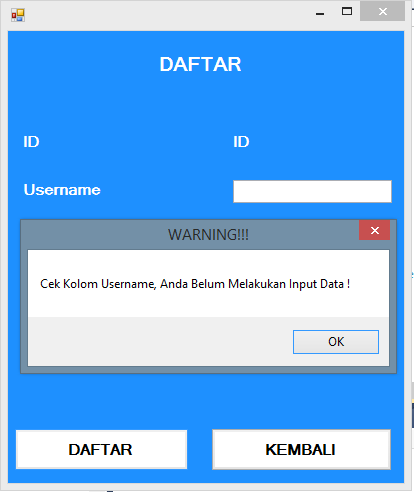 DAFTAR
ID ID
Username
WARNING!!!
Cek Kolom Username, Anda Belum Melakukan Input Data !
OK
DAFTAR KEMBALI